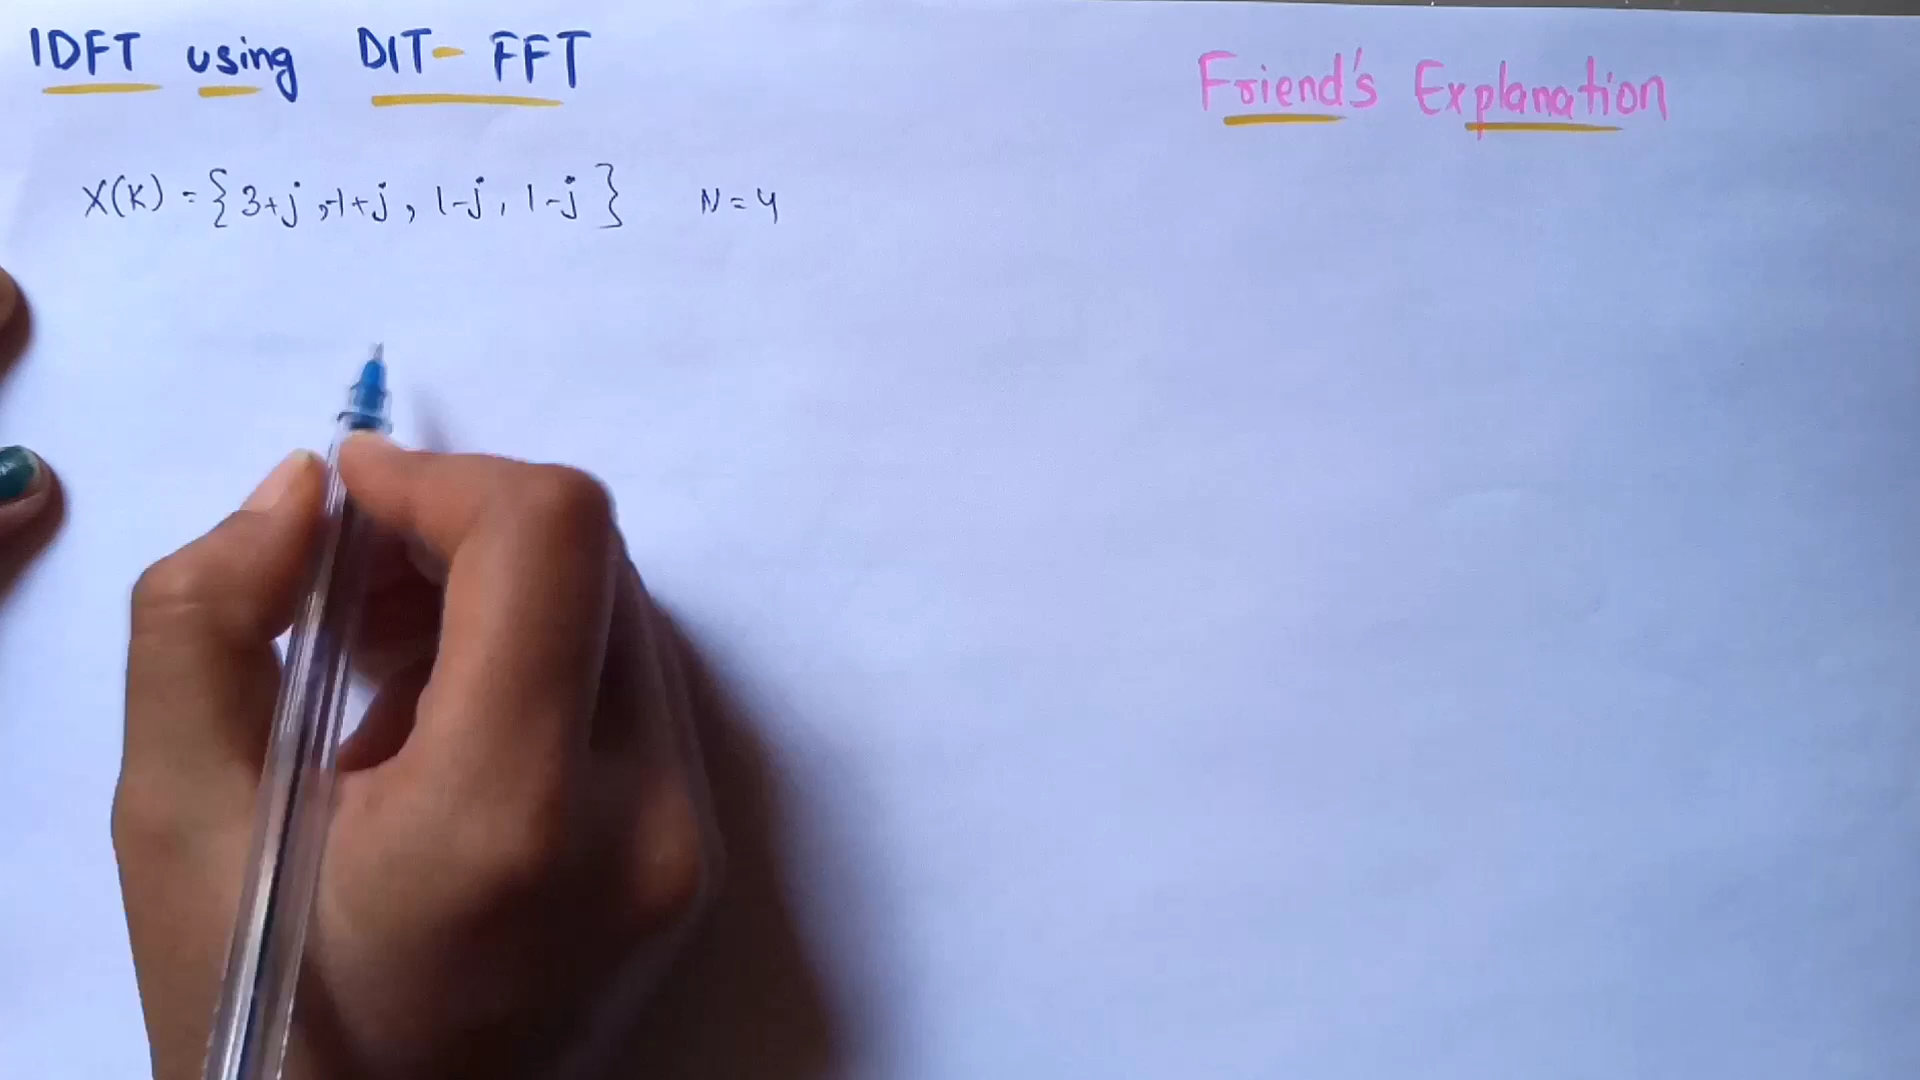 IDFT using DIT-FFT
Friend's Explanation
X(K) = {3+j, -1+j, 1-j, 1-j} N=4